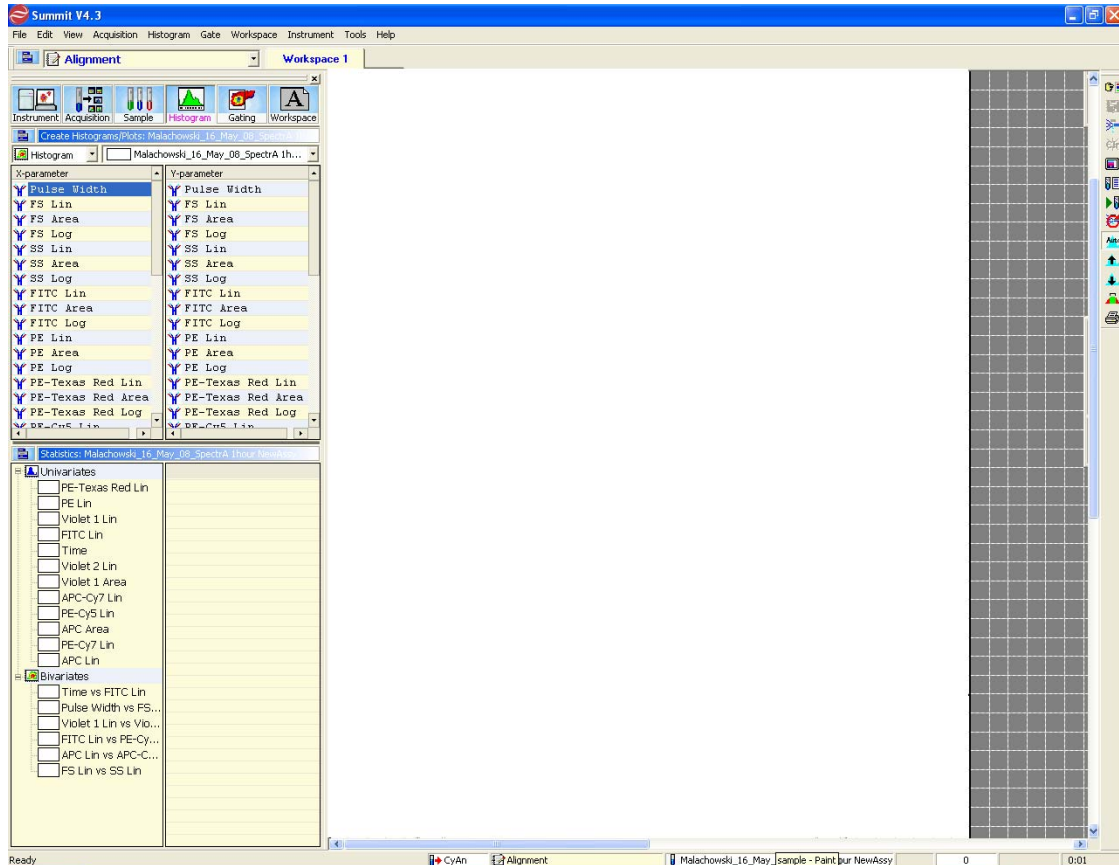 Summit V4.3
File Edit View Acquisition Histogram Gate Workspace Instrument Tools Help
Alignment Workspace 1
Instrument Acquisition Sample Histogram Gating Workspace
Create Histograms/Plots: Malachowski_16_May_08_SpectrA
Histogram Malachowski_16_May_08_SpectrA 1h...
X-parameter Y-parameter
Pulse Width Pulse Width
FS Lin FS Lin
FS Area FS Area
FS Log FS Log
SS Lin SS Lin
SS Area SS Area
SS Log SS Log
FITC Lin FITC Lin
FITC Area FITC Area
FITC Log FITC Log
PE Lin PE Lin
PE Area PE Area
PE Log PE Log
PE-Texas Red Lin PE-Texas Red Lin
PE-Texas Red Area PE-Texas Red Area
PE-Texas Red Log PE-Texas Red Log
PE-Cy5 Lin PE-Cy5 Lin
Statistics: Malachowski_16_May_08_SpectrA 1hour NewAssy
Univariates
PE-Texas Red Lin
PE Lin
Violet 1 Lin
FITC Lin
Time
Violet 2 Lin
Violet 1 Area
APC-Cy7 Lin
PE-Cy5 Lin
APC Area
PE-Cy7 Lin
APC Lin
Bivariates
Time vs FITC Lin
Pulse Width vs FS...
Violet 1 Lin vs Vio...
FITC Lin vs PE-Cy...
APC Lin vs APC-C...
FS Lin vs SS Lin
Ready CyAn Alignment Malachowski_16_May_ sample - Paint our NewAssy 0 0:01